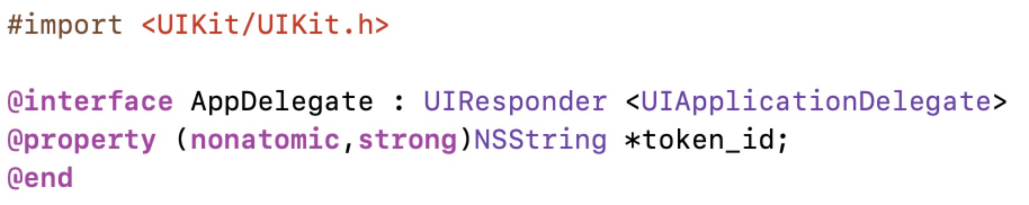 #import <UIKit/UIKit.h>
@interface AppDelegate : UIResponder <UIApplicationDelegate>
@property (nonatomic,strong)NSString *token_id;
@end